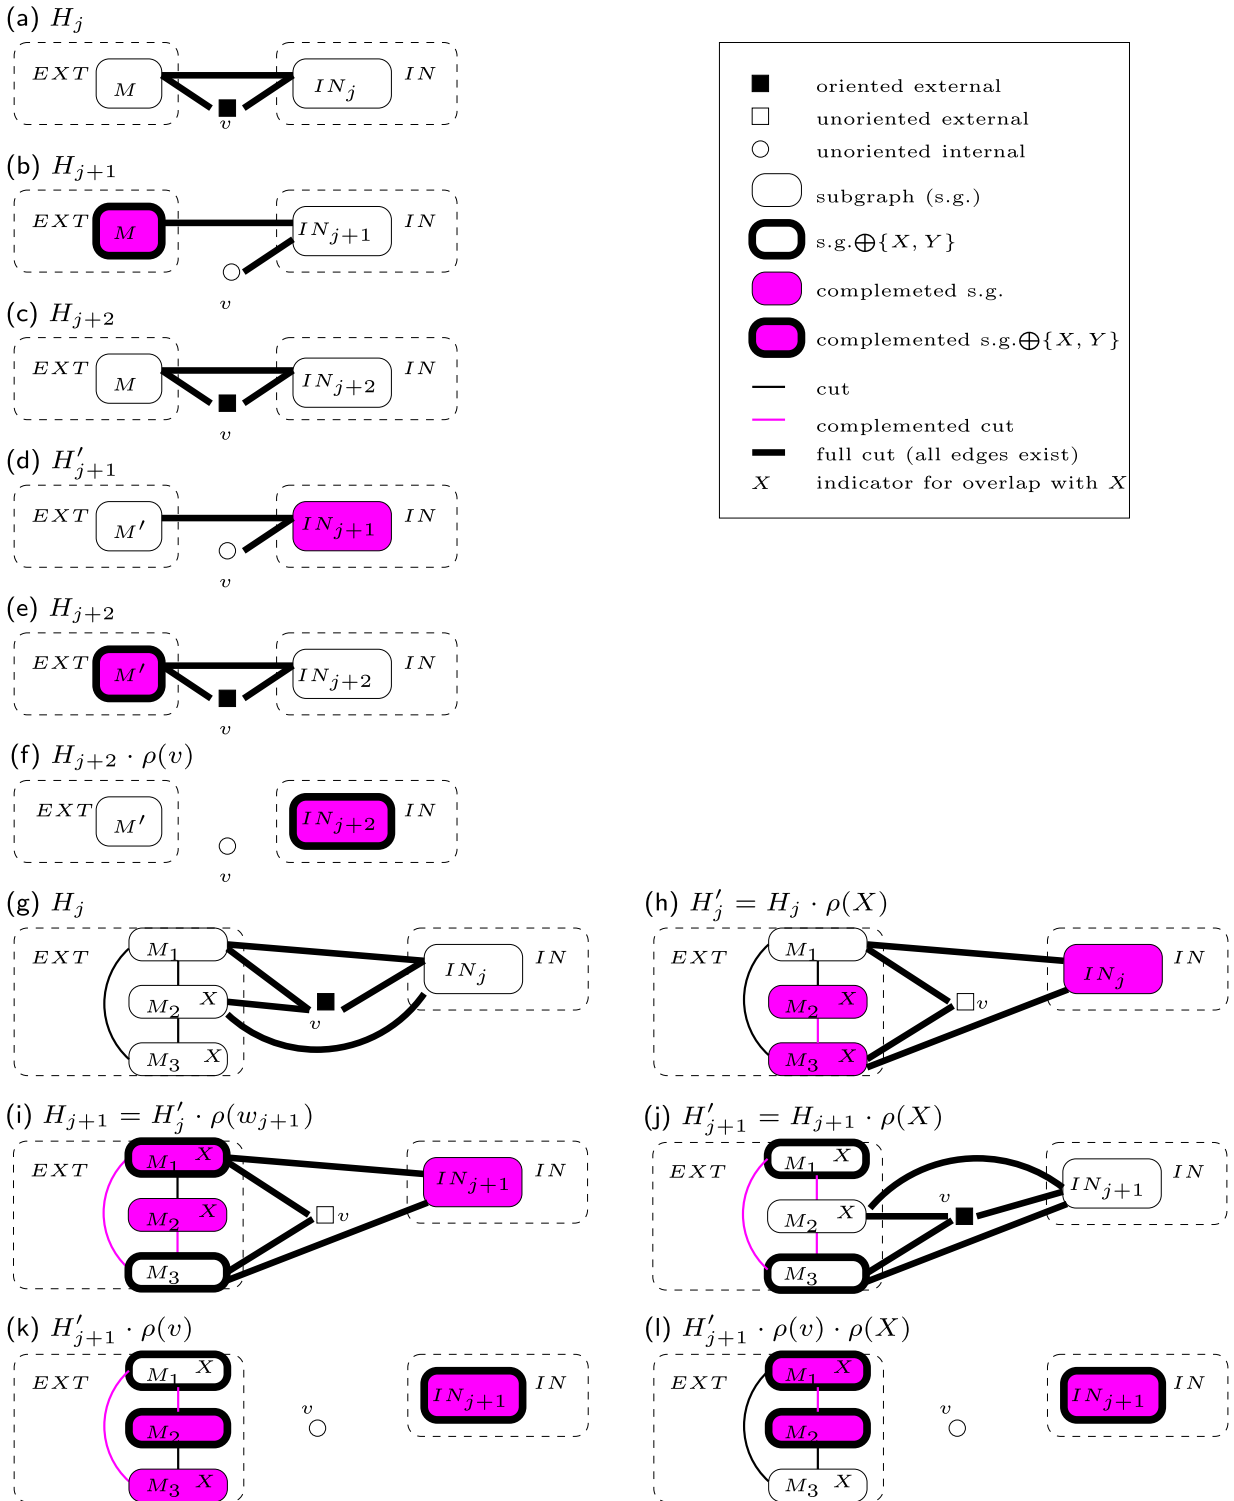 (a) H_j
EXT M v IN_j IN
(b) H_{j+1}
EXT M v IN_{j+1} IN
(c) H_{j+2}
EXT M v IN_{j+2} IN
(d) H'_{j+1}
EXT M' v IN_{j+1} IN
(e) H_{j+2}
EXT M' v IN_{j+2} IN
(f) H_{j+2} · ρ(v)
EXT M' v IN_{j+2} IN
oriented external
unoriented external
unoriented internal
subgraph (s.g.)
s.g.⊕{X, Y}
complemeted s.g.
complemented s.g.⊕{X, Y}
cut
complemented cut
full cut (all edges exist)
X indicator for overlap with X
(g) H_j
EXT M_1 IN_j IN
M_2 X v
M_3 X
(h) H'_j = H_j · ρ(X)
EXT M_1 IN_j IN
M_2 X v
M_3 X
(i) H_{j+1} = H'_j · ρ(w_{j+1})
EXT M_1 X IN_{j+1} IN
M_2 X v
M_3
(j) H'_{j+1} = H_{j+1} · ρ(X)
EXT M_1 X IN_{j+1} IN
M_2 X v
M_3
(k) H'_{j+1} · ρ(v)
EXT M_1 X IN_{j+1} IN
M_2 v
M_3 X
(l) H'_{j+1} · ρ(v) · ρ(X)
EXT M_1 X IN_{j+1} IN
M_2 v
M_3 X